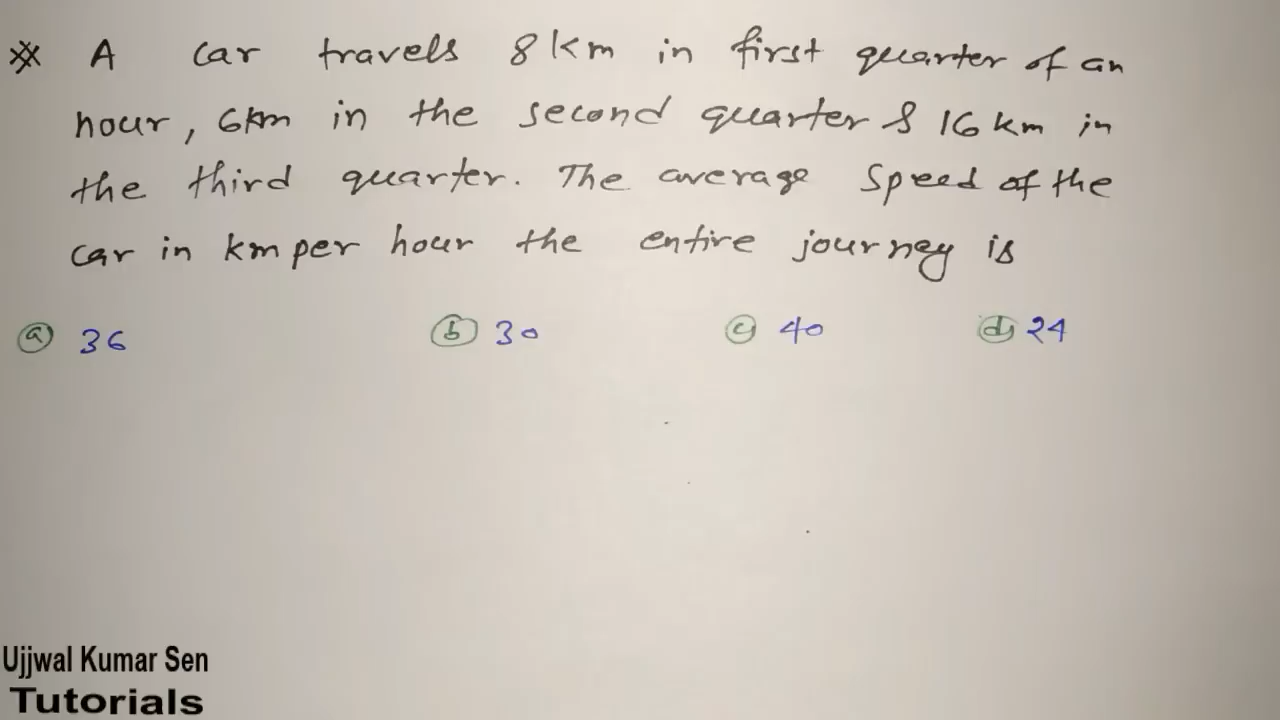 ※ A car travels 8km in first quarter of an
hour, 6km in the second quarter & 16 km in
the third quarter. The average Speed of the
car in km per hour the entire journey is
(a) 36 (b) 30 (c) 40 (d) 24
Ujjwal Kumar Sen
Tutorials